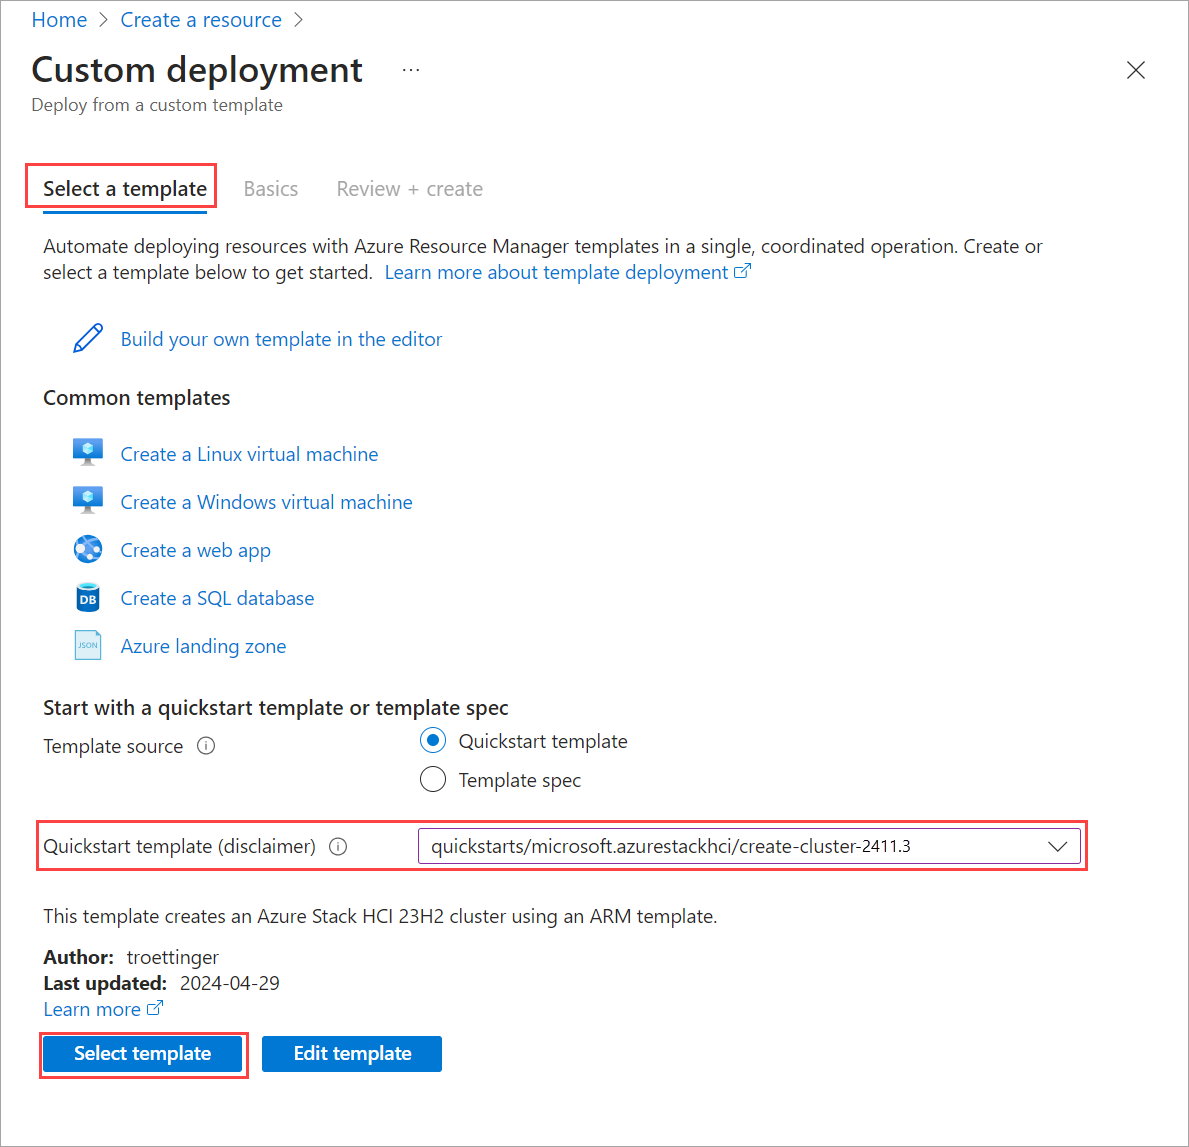 Home > Create a resource >
Custom deployment ...
Deploy from a custom template
Select a template Basics Review + create
Automate deploying resources with Azure Resource Manager templates in a single, coordinated operation. Create or
select a template below to get started. Learn more about template deployment
Build your own template in the editor
Common templates
Create a Linux virtual machine
Create a Windows virtual machine
Create a web app
DB Create a SQL database
JSON Azure landing zone
Start with a quickstart template or template spec
Template source Quickstart template
Template spec
Quickstart template (disclaimer) quickstarts/microsoft.azurestackhci/create-cluster-2411.3
This template creates an Azure Stack HCI 23H2 cluster using an ARM template.
Author: troettinger
Last updated: 2024-04-29
Learn more
Select template Edit template